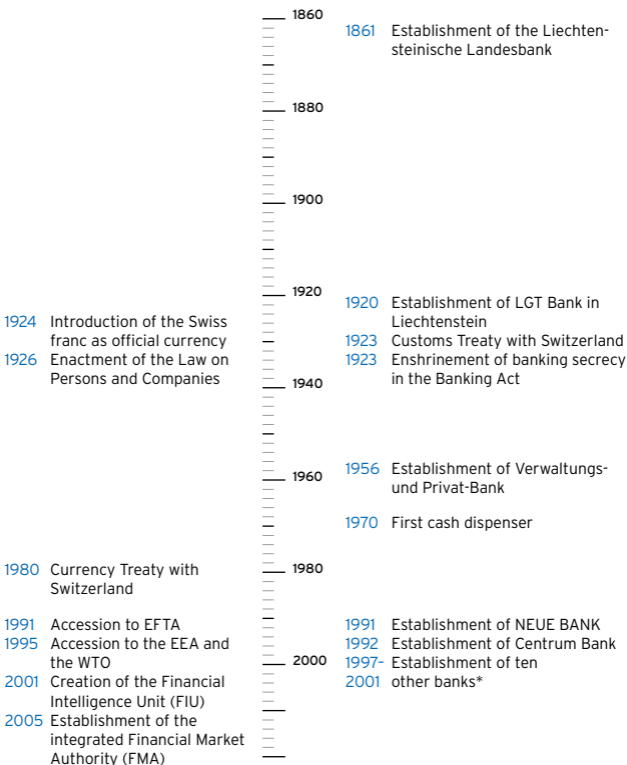 1860
1861 Establishment of the Liechten-
steinische Landesbank
1880
1900
1920
1920 Establishment of LGT Bank in
Liechtenstein
1924 Introduction of the Swiss
franc as official currency
1923 Customs Treaty with Switzerland
1926 Enactment of the Law on
Persons and Companies
1923 Enshrinement of banking secrecy
in the Banking Act
1940
1956 Establishment of Verwaltungs-
und Privat-Bank
1960
1970 First cash dispenser
1980 Currency Treaty with
Switzerland
1980
1991 Accession to EFTA
1995 Accession to the EEA and
the WTO
1991 Establishment of NEUE BANK
1992 Establishment of Centrum Bank
1997- Establishment of ten
2001 other banks*
2000
2001 Creation of the Financial
Intelligence Unit (FIU)
2005 Establishment of the
integrated Financial Market
Authority (FMA)